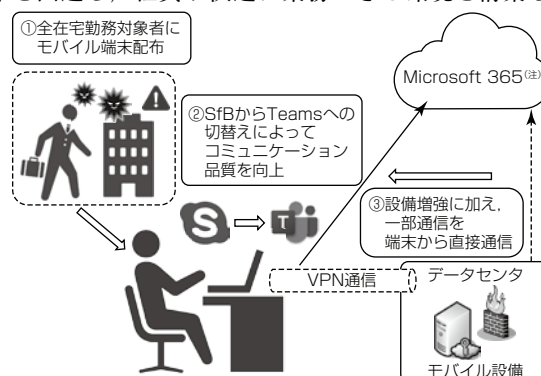 ①全在宅勤務対象者に
モバイル端末配布
Microsoft 365(注)
②SfBからTeamsへの
切替えによって
コミュニケーション
品質を向上
③設備増強に加え,
一部通信を
端末から直接通信
VPN通信
データセンタ
モバイル設備